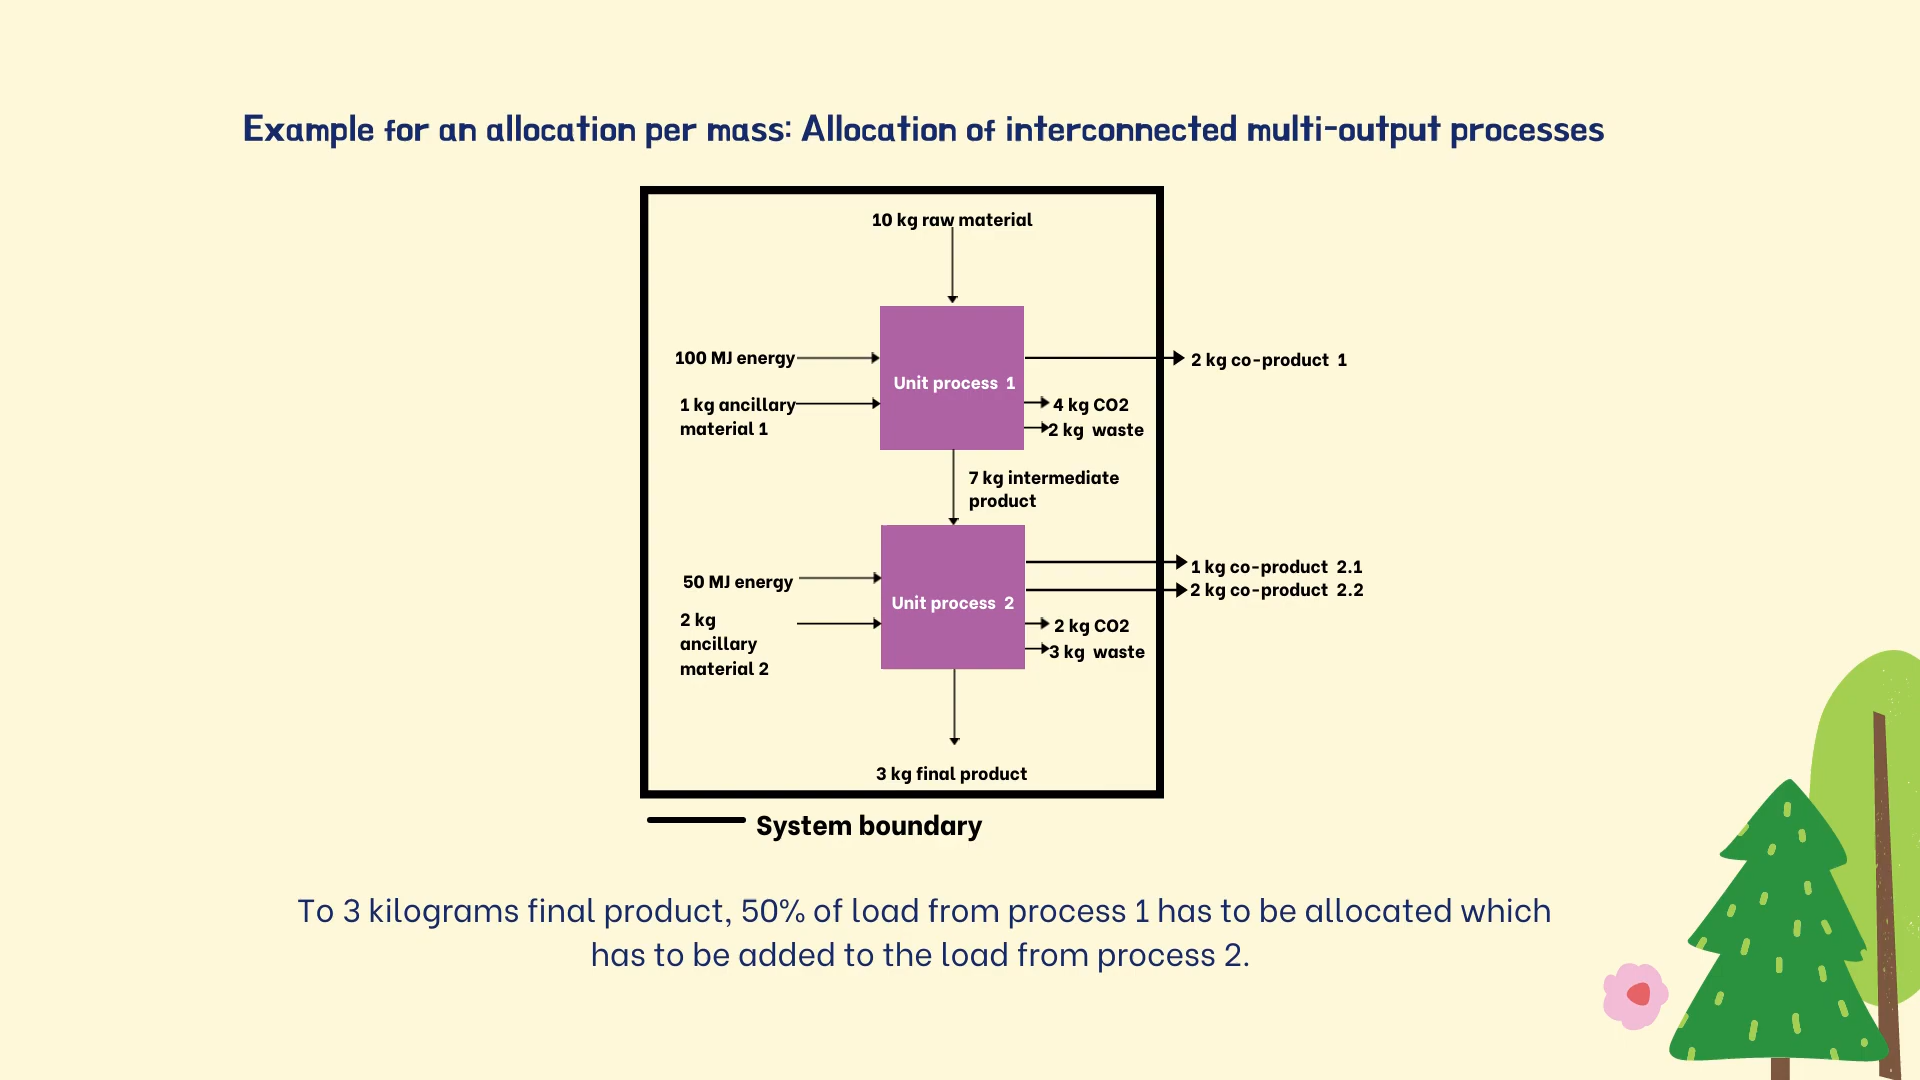 Example for an allocation per mass: Allocation of interconnected multi-output processes
10 kg raw material
100 MJ energy
1 kg ancillary
material 1
Unit process 1
2 kg co-product 1
4 kg CO2
2 kg waste
7 kg intermediate
product
50 MJ energy
2 kg
ancillary
material 2
Unit process 2
1 kg co-product 2.1
2 kg co-product 2.2
2 kg CO2
3 kg waste
3 kg final product
System boundary
To 3 kilograms final product, 50% of load from process 1 has to be allocated which
has to be added to the load from process 2.